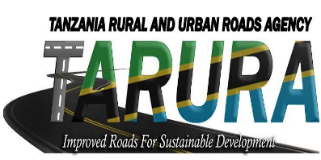 TANZANIA RURAL AND URBAN ROADS AGENCY
TARURA
Improved Roads For Sustainable Development